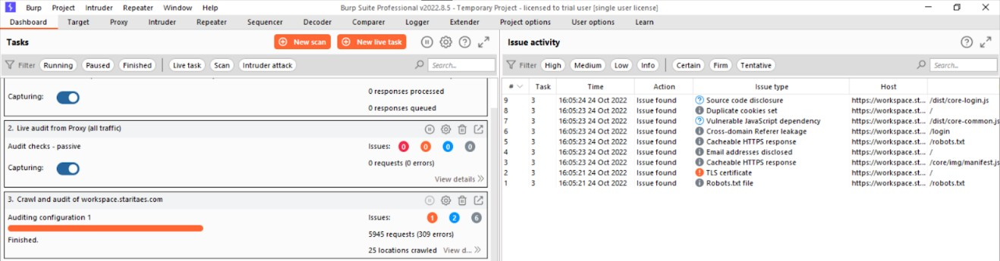 Burp Project Intruder Repeater Window Help Burp Suite Professional v2022.8.5 - Temporary Project - licensed to trial user [single user license]
Dashboard Target Proxy Intruder Repeater Sequencer Decoder Comparer Logger Extender Project options User options Learn
Tasks New scan New live task
Filter Running Paused Finished Live task Scan Intruder attack Search...
Capturing: 0 responses processed
0 responses queued
2. Live audit from Proxy (all traffic)
Audit checks - passive Issues: 0 0 0 0
Capturing: 0 requests (0 errors)
View details
3. Crawl and audit of workspace.staritaes.com
Auditing configuration 1 Issues: 1 2 6
5945 requests (309 errors)
Finished.
25 locations crawled View d...
Issue activity
Filter High Medium Low Info Certain Firm Tentative Search...
# Task Time Action Issue type Host
9 3 16:05:24 24 Oct 2022 Issue found Source code disclosure https://workspace.st... /dist/core-login.js
8 3 16:05:23 24 Oct 2022 Issue found Duplicate cookies set https://workspace.st... /
7 3 16:05:23 24 Oct 2022 Issue found Vulnerable JavaScript dependency https://workspace.st... /dist/core-common.js
6 3 16:05:23 24 Oct 2022 Issue found Cross-domain Referer leakage https://workspace.st... /login
5 3 16:05:23 24 Oct 2022 Issue found Cacheable HTTPS response https://workspace.st... /robots.txt
4 3 16:05:23 24 Oct 2022 Issue found Email addresses disclosed https://workspace.st... /
3 3 16:05:23 24 Oct 2022 Issue found Cacheable HTTPS response https://workspace.st... /core/img/manifest.js
2 3 16:05:21 24 Oct 2022 Issue found TLS certificate https://workspace.st... /
1 3 16:05:21 24 Oct 2022 Issue found Robots.txt file https://workspace.st... /robots.txt